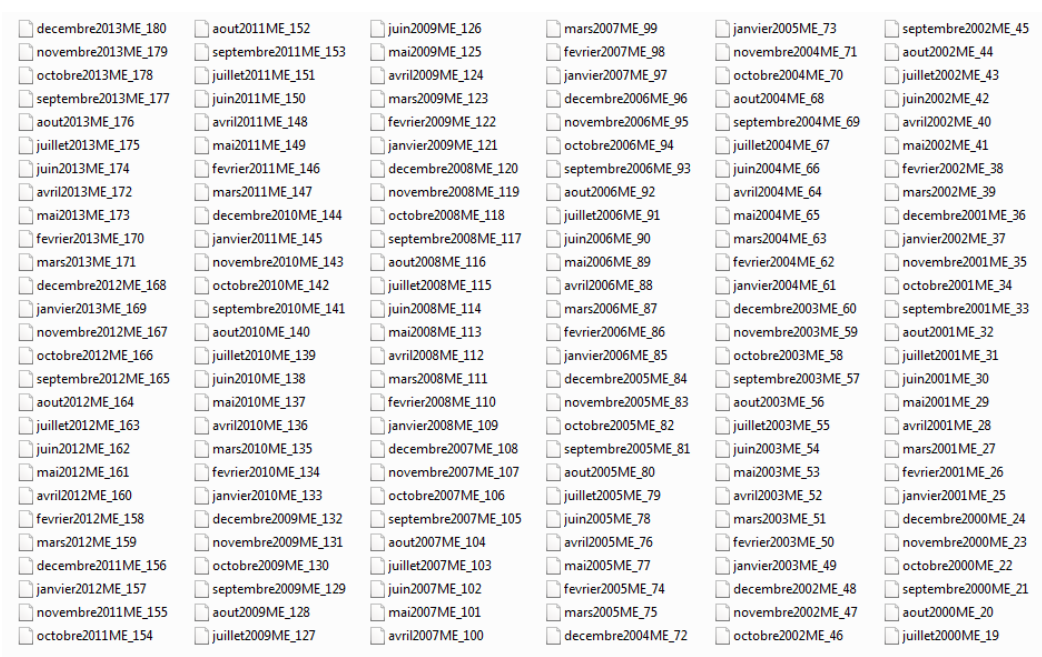 decembre2013ME_180
novembre2013ME_179
octobre2013ME_178
septembre2013ME_177
aout2013ME_176
juillet2013ME_175
juin2013ME_174
avril2013ME_172
mai2013ME_173
fevrier2013ME_170
mars2013ME_171
decembre2012ME_168
janvier2013ME_169
novembre2012ME_167
octobre2012ME_166
septembre2012ME_165
aout2012ME_164
juillet2012ME_163
juin2012ME_162
mai2012ME_161
avril2012ME_160
fevrier2012ME_158
mars2012ME_159
decembre2011ME_156
janvier2012ME_157
novembre2011ME_155
octobre2011ME_154
aout2011ME_152
septembre2011ME_153
juillet2011ME_151
juin2011ME_150
avril2011ME_148
mai2011ME_149
fevrier2011ME_146
mars2011ME_147
decembre2010ME_144
janvier2011ME_145
novembre2010ME_143
octobre2010ME_142
septembre2010ME_141
aout2010ME_140
juillet2010ME_139
juin2010ME_138
mai2010ME_137
avril2010ME_136
mars2010ME_135
fevrier2010ME_134
janvier2010ME_133
decembre2009ME_132
novembre2009ME_131
octobre2009ME_130
septembre2009ME_129
aout2009ME_128
juillet2009ME_127
juin2009ME_126
mai2009ME_125
avril2009ME_124
mars2009ME_123
fevrier2009ME_122
janvier2009ME_121
decembre2008ME_120
novembre2008ME_119
octobre2008ME_118
septembre2008ME_117
aout2008ME_116
juillet2008ME_115
juin2008ME_114
mai2008ME_113
avril2008ME_112
mars2008ME_111
fevrier2008ME_110
janvier2008ME_109
decembre2007ME_108
novembre2007ME_107
octobre2007ME_106
septembre2007ME_105
aout2007ME_104
juillet2007ME_103
juin2007ME_102
mai2007ME_101
avril2007ME_100
mars2007ME_99
fevrier2007ME_98
janvier2007ME_97
decembre2006ME_96
novembre2006ME_95
octobre2006ME_94
septembre2006ME_93
aout2006ME_92
juillet2006ME_91
juin2006ME_90
mai2006ME_89
avril2006ME_88
mars2006ME_87
fevrier2006ME_86
janvier2006ME_85
decembre2005ME_84
novembre2005ME_83
octobre2005ME_82
septembre2005ME_81
aout2005ME_80
juillet2005ME_79
juin2005ME_78
avril2005ME_76
mai2005ME_77
fevrier2005ME_74
mars2005ME_75
decembre2004ME_72
janvier2005ME_73
novembre2004ME_71
octobre2004ME_70
aout2004ME_68
septembre2004ME_69
juillet2004ME_67
juin2004ME_66
avril2004ME_64
mai2004ME_65
mars2004ME_63
fevrier2004ME_62
janvier2004ME_61
decembre2003ME_60
novembre2003ME_59
octobre2003ME_58
septembre2003ME_57
aout2003ME_56
juillet2003ME_55
juin2003ME_54
mai2003ME_53
avril2003ME_52
mars2003ME_51
fevrier2003ME_50
janvier2003ME_49
decembre2002ME_48
novembre2002ME_47
octobre2002ME_46
septembre2002ME_45
aout2002ME_44
juillet2002ME_43
juin2002ME_42
avril2002ME_40
mai2002ME_41
fevrier2002ME_38
mars2002ME_39
decembre2001ME_36
janvier2002ME_37
novembre2001ME_35
octobre2001ME_34
septembre2001ME_33
aout2001ME_32
juillet2001ME_31
juin2001ME_30
mai2001ME_29
avril2001ME_28
mars2001ME_27
fevrier2001ME_26
janvier2001ME_25
decembre2000ME_24
novembre2000ME_23
octobre2000ME_22
septembre2000ME_21
aout2000ME_20
juillet2000ME_19